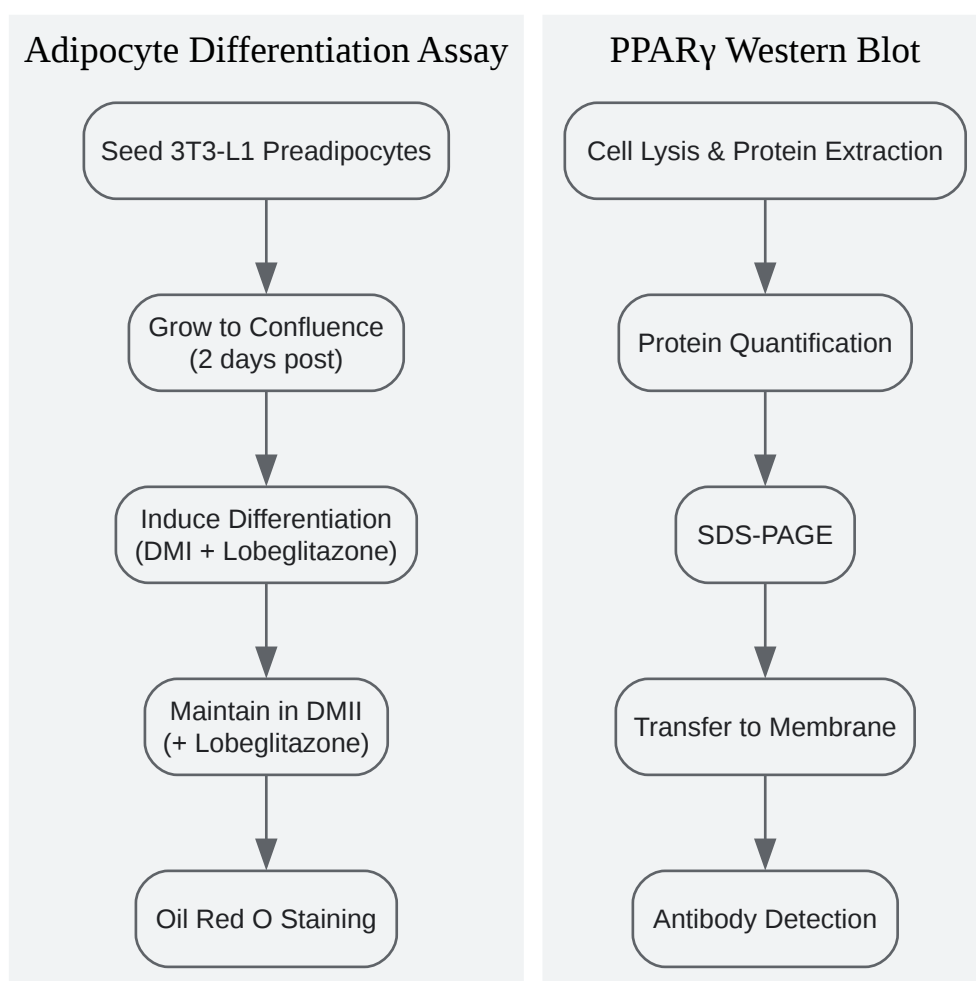 Adipocyte Differentiation Assay
Seed 3T3-L1 Preadipocytes
Grow to Confluence
(2 days post)
Induce Differentiation
(DMI + Lobeglitazone)
Maintain in DMII
(+ Lobeglitazone)
Oil Red O Staining
PPARγ Western Blot
Cell Lysis & Protein Extraction
Protein Quantification
SDS-PAGE
Transfer to Membrane
Antibody Detection